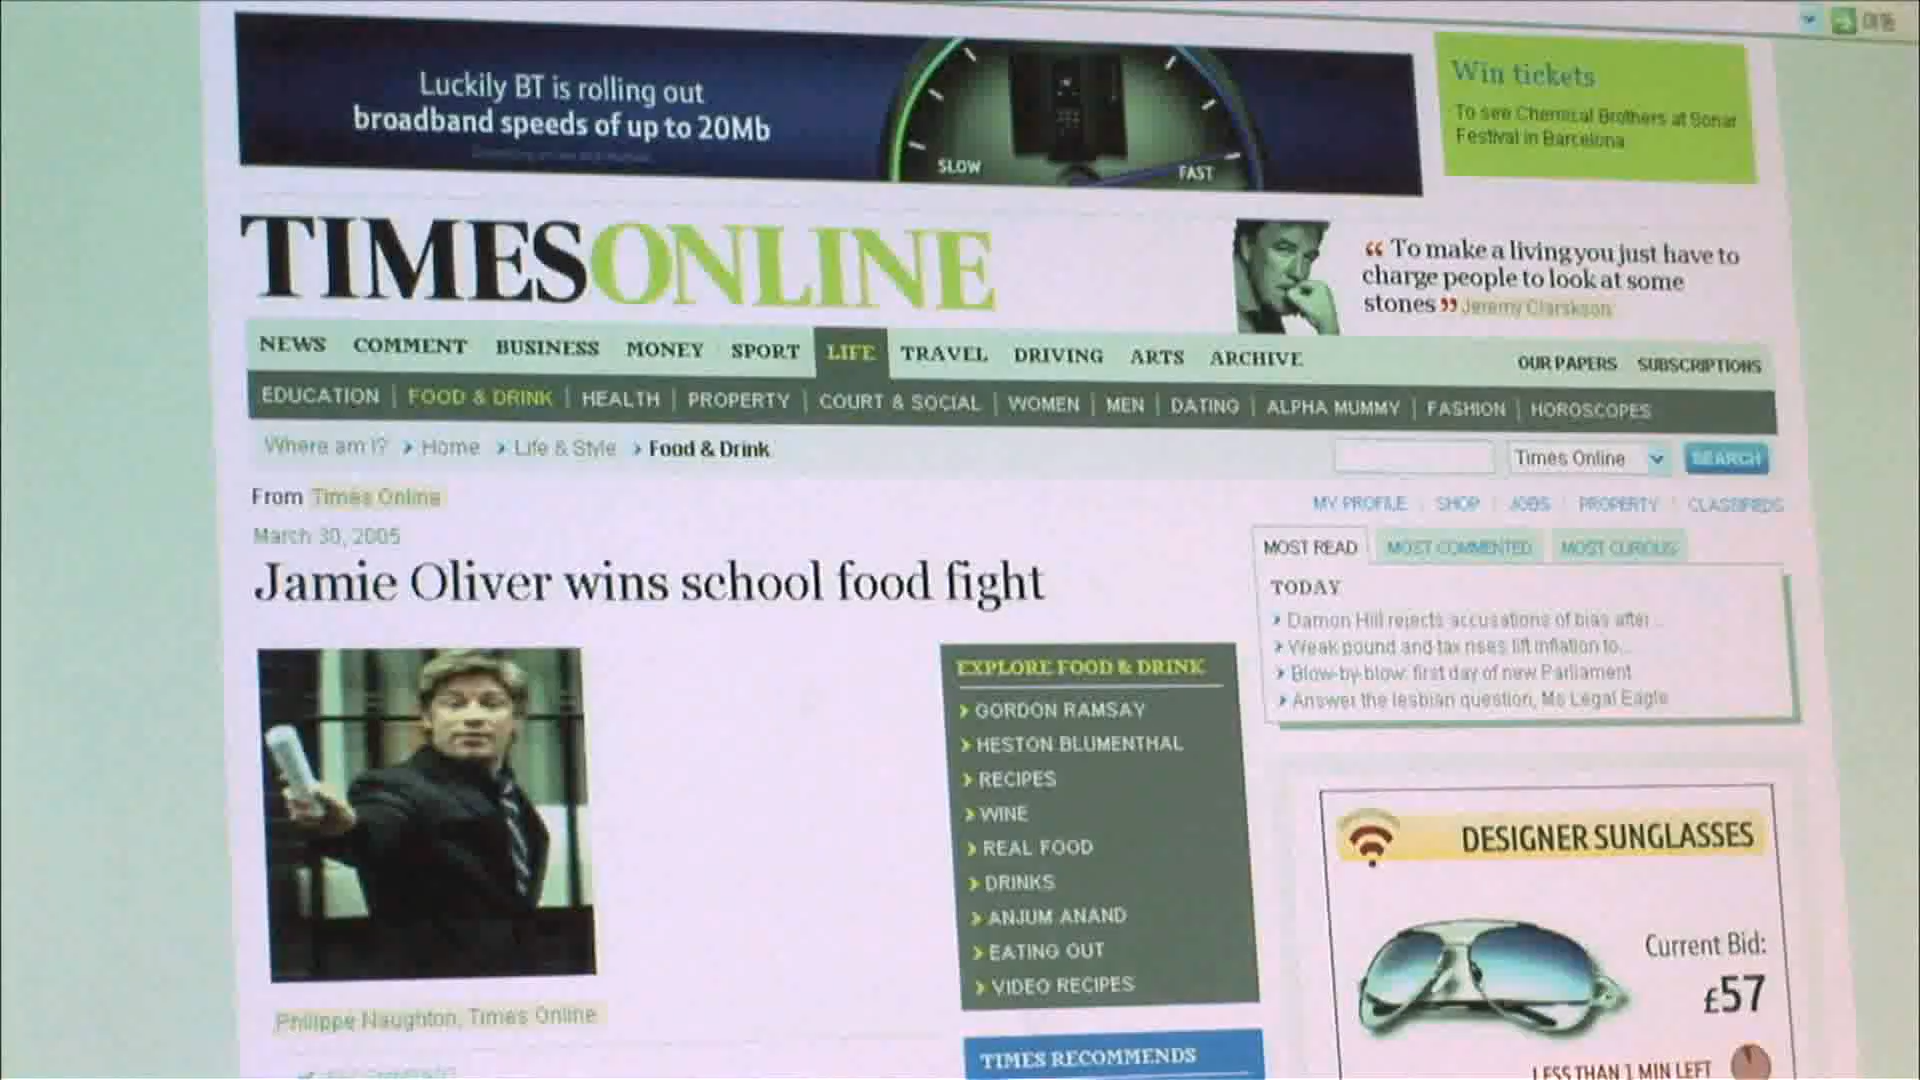 이동
Luckily BT is rolling out
broadband speeds of up to 20Mb
SLOW
FAST
Win tickets
To see Chemical Brothers at Sonar
Festival in Barcelona
TIMESONLINE
“ To make a living you just have to
charge people to look at some
stones ” Jeremy Clarskson
NEWS COMMENT BUSINESS MONEY SPORT LIFE TRAVEL DRIVING ARTS ARCHIVE OUR PAPERS SUBSCRIPTIONS
EDUCATION | FOOD & DRINK | HEALTH | PROPERTY | COURT & SOCIAL | WOMEN | MEN | DATING | ALPHA MUMMY | FASHION | HOROSCOPES
Where am I? > Home > Life & Style > Food & Drink
Times Online SEARCH
From Times Online
MY PROFILE SHOP JOBS PROPERTY CLASSIFIEDS
March 30, 2005
Jamie Oliver wins school food fight
MOST READ MOST COMMENTED MOST CURIOUS
TODAY
> Damon Hill rejects accusations of bias after...
> Weak pound and tax rises lift inflation to...
> Blow-by-blow: first day of new Parliament
> Answer the lesbian question, Ms Legal Eagle
EXPLORE FOOD & DRINK
> GORDON RAMSAY
> HESTON BLUMENTHAL
> RECIPES
> WINE
> REAL FOOD
> DRINKS
> ANJUM ANAND
> EATING OUT
> VIDEO RECIPES
DESIGNER SUNGLASSES
Current Bid:
£57
LESS THAN 1 MIN LEFT
Philippe Naughton, Times Online
TIMES RECOMMENDS